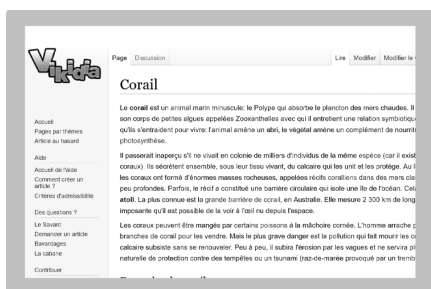 Vikidia
Page Discussion Lire Modifier Modifier le
Corail
Le corail est un animal marin minuscule: le Polype qui absorbe le plancton des mers chaudes. Il
son corps de petites algues appelées Zooxanthelles avec qui il entretient une relation symbiotique
qu'ils s'entraident pour vivre: l'animal amène un abri, le végétal amène un complément de nourrit
photosynthèse.
Il passerait inaperçu s'il ne vivait en colonie de milliers d'individus de la même espèce (car il exist
coraux). Ils sécrètent ensemble, sous leur tissu vivant, du calcaire qui les unit et les protège. Au
les coraux ont formé d'énormes masses rocheuses, appelées récifs coralliens dans des mers cla
peu profondes. Parfois, le récif a constitué une barrière circulaire qui isole une île de l'océan. Cela
atoll. La plus connue est la grande barrière de corail, en Australie. Elle mesure 2 300 km de long
imposante qu'il est possible de la voir à l'œil nu depuis l'espace.
Les coraux peuvent être mangés par certains poissons à la mâchoire cornée. L'homme arrache
branches de corail pour les vendre. Mais le plus grave danger est la pollution qui fait mourir les
calcaire subsiste sans se renouveler. Peu à peu, il subira l'érosion par les vagues et ne servira pl
naturelle de protection contre des tempêtes ou un tsunami (raz-de-marée provoqué par un tremb
Accueil
Pages par thèmes
Article au hasard
Aide
Accueil de l'aide
Comment créer un
article ?
Critères d'admissibilité
Des questions ?
Le Savant
Demander un article
Bavardages
La cabane
Contribuer